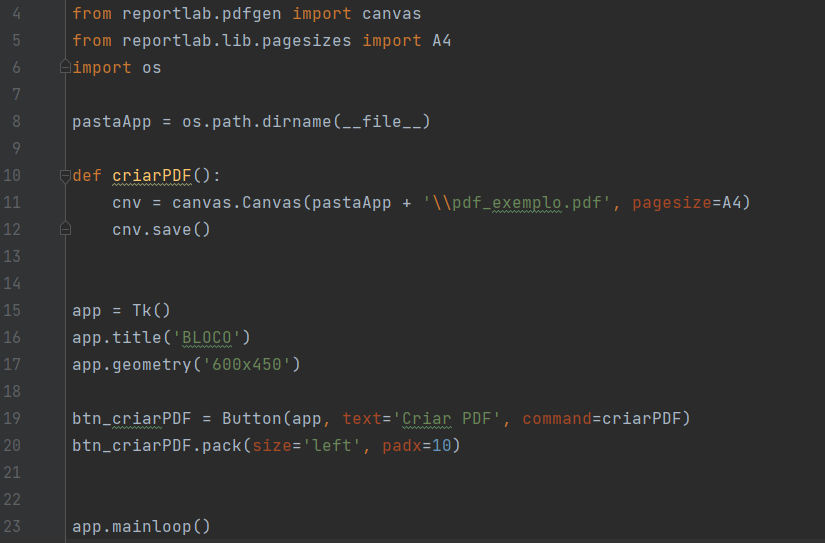 4 from reportlab.pdfgen import canvas
5 from reportlab.lib.pagesizes import A4
6 import os
7
8 pastaApp = os.path.dirname(__file__)
9
10 def criarPDF():
11     cnv = canvas.Canvas(pastaApp + '\\pdf_exemplo.pdf', pagesize=A4)
12     cnv.save()
13
14
15 app = Tk()
16 app.title('BLOCO')
17 app.geometry('600x450')
18
19 btn_criarPDF = Button(app, text='Criar PDF', command=criarPDF)
20 btn_criarPDF.pack(size='left', padx=10)
21
22
23 app.mainloop()